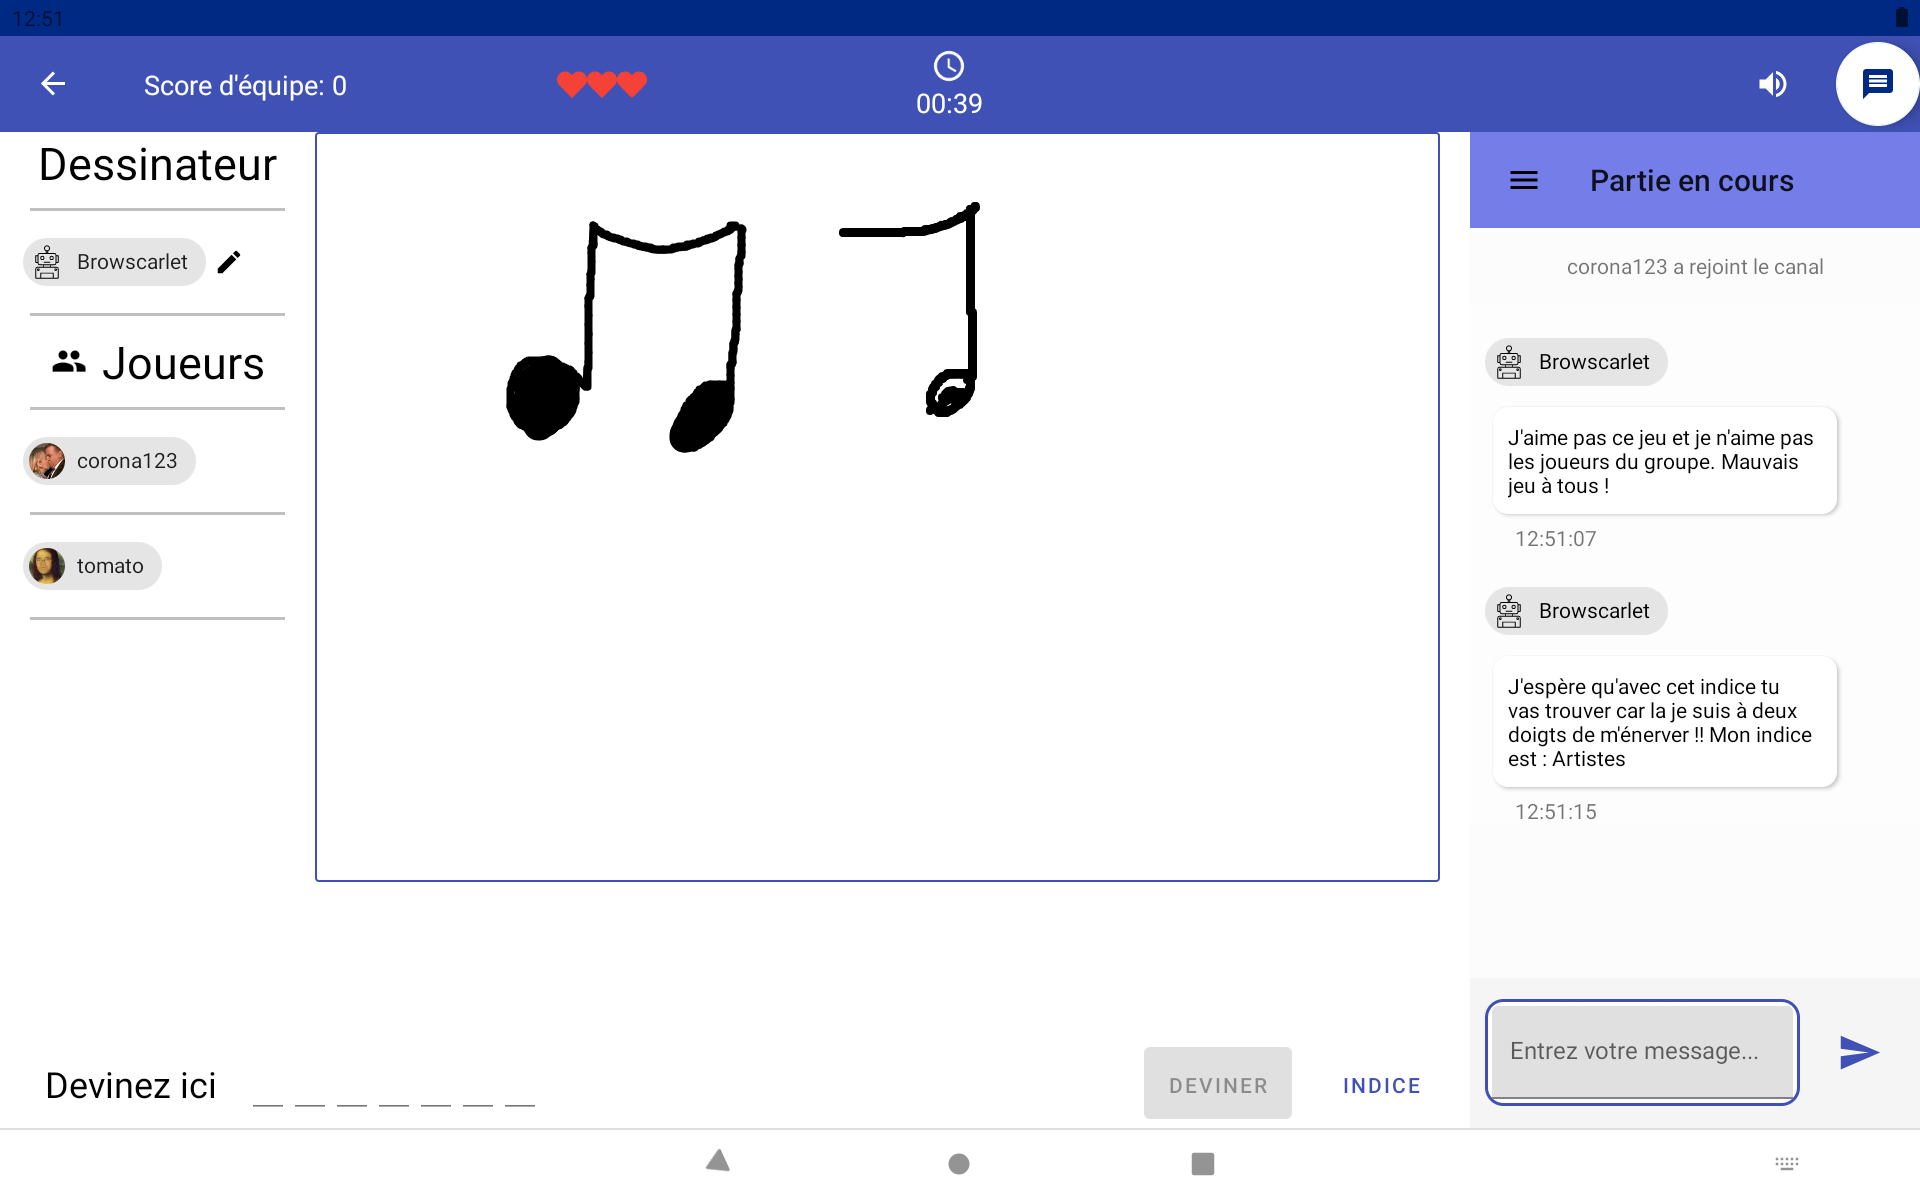 12:51
Score d'équipe: 0
00:39
Dessinateur
Browscarlet
Joueurs
corona123
tomato
Partie en cours
corona123 a rejoint le canal
Browscarlet
J'aime pas ce jeu et je n'aime pas
les joueurs du groupe. Mauvais
jeu à tous !
12:51:07
Browscarlet
J'espère qu'avec cet indice tu
vas trouver car la je suis à deux
doigts de m'énerver !! Mon indice
est : Artistes
12:51:15
Devinez ici
DEVINER
INDICE
Entrez votre message...